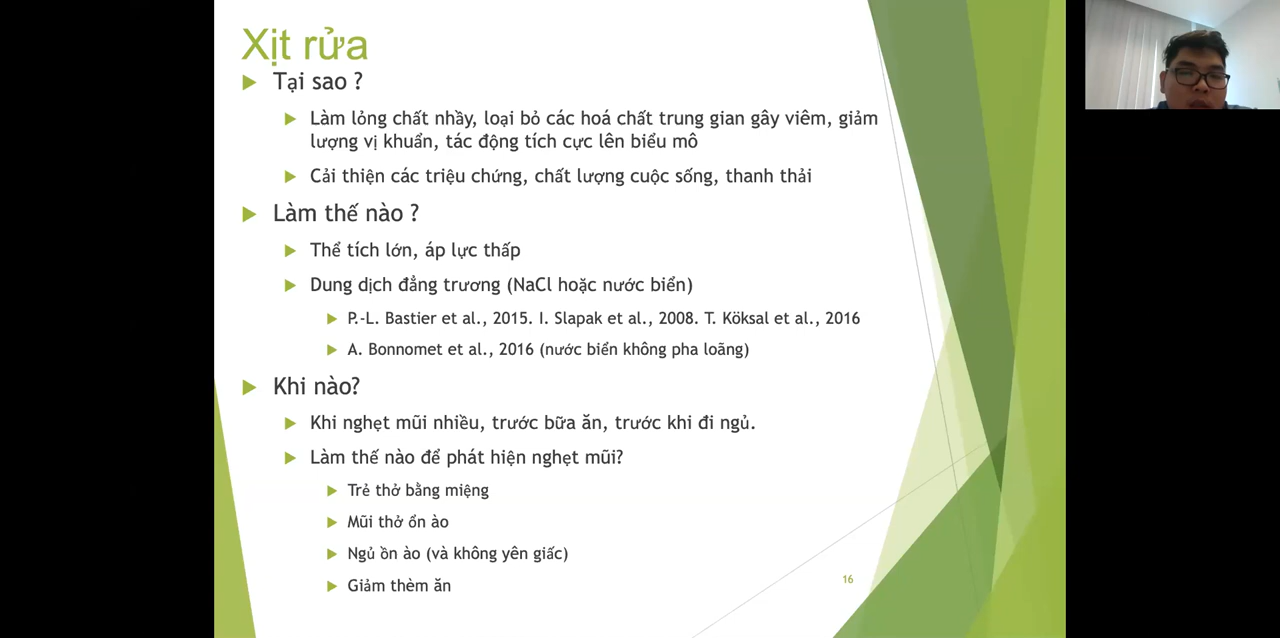 Xịt rửa
Tại sao ?
Làm lỏng chất nhầy, loại bỏ các hoá chất trung gian gây viêm, giảm
lượng vị khuẩn, tác động tích cực lên biểu mô
Cải thiện các triệu chứng, chất lượng cuộc sống, thanh thải
Làm thế nào ?
Thể tích lớn, áp lực thấp
Dung dịch đẳng trương (NaCl hoặc nước biển)
P.-L. Bastier et al., 2015. I. Slapak et al., 2008. T. Köksal et al., 2016
A. Bonnomet et al., 2016 (nước biển không pha loãng)
Khi nào?
Khi nghẹt mũi nhiều, trước bữa ăn, trước khi đi ngủ.
Làm thế nào để phát hiện nghẹt mũi?
Trẻ thở bằng miệng
Mũi thở ổn ào
Ngủ ồn ào (và không yên giấc)
Giảm thèm ăn
16